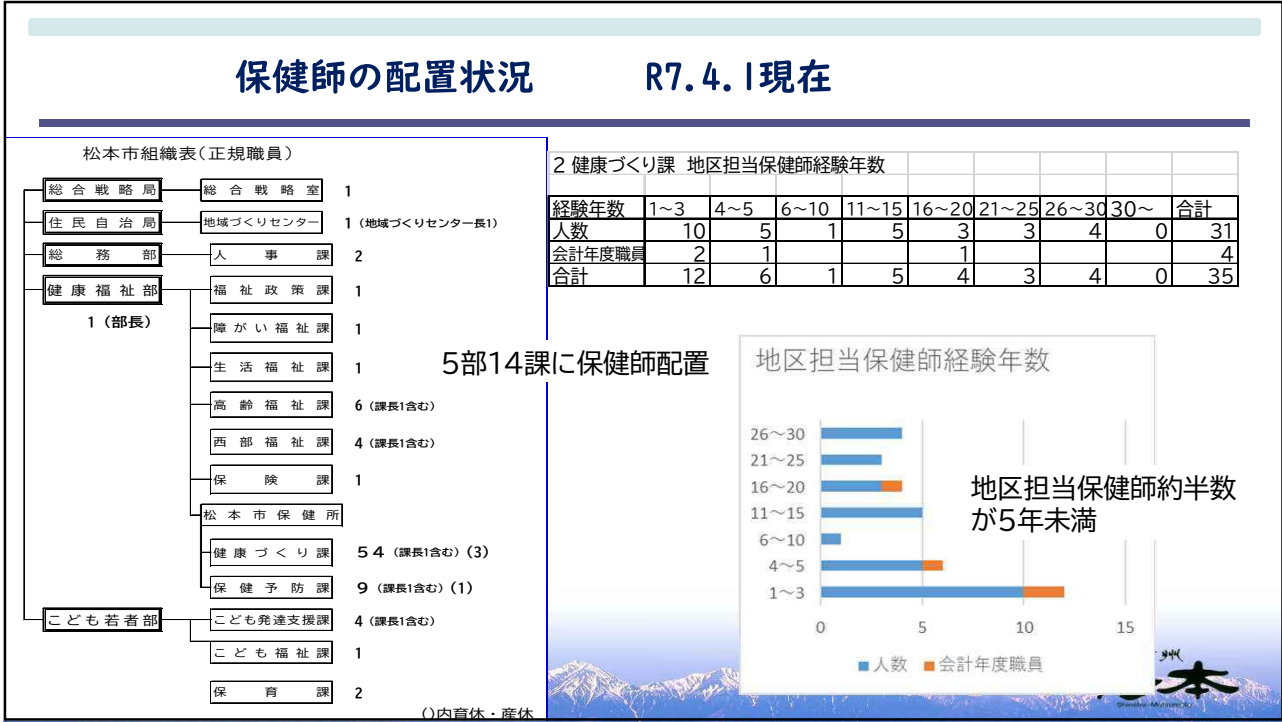 保健師の配置状況 R7.4.1現在
松本市組織表(正規職員)
総合戦略局 総合戦略室 1
住民自治局 地域づくりセンター 1 (地域づくりセンター長1)
総務部 人事課 2
健康福祉部 福祉政策課 1
1 (部長)
障がい福祉課 1
生活福祉課 1
高齢福祉課 6 (課長1含む)
西部福祉課 4 (課長1含む)
保険課 1
松本市保健所
健康づくり課 54 (課長1含む) (3)
保健予防課 9 (課長1含む) (1)
こども若者部 こども発達支援課 4 (課長1含む)
こども福祉課 1
保育課 2
()内育休・産休
2 健康づくり課 地区担当保健師経験年数
経験年数 1~3 4~5 6~10 11~15 16~20 21~25 26~30 30~ 合計
人数 10 5 1 5 3 3 4 0 31
会計年度職員 2 1 1 4
合計 12 6 1 5 4 3 4 0 35
5部14課に保健師配置
地区担当保健師経験年数
26~30
21~25
16~20
11~15
6~10
4~5
1~3
0 5 10 15
人数 会計年度職員
地区担当保健師約半数
が5年未満
州
本
Shinshu-Matsumoto